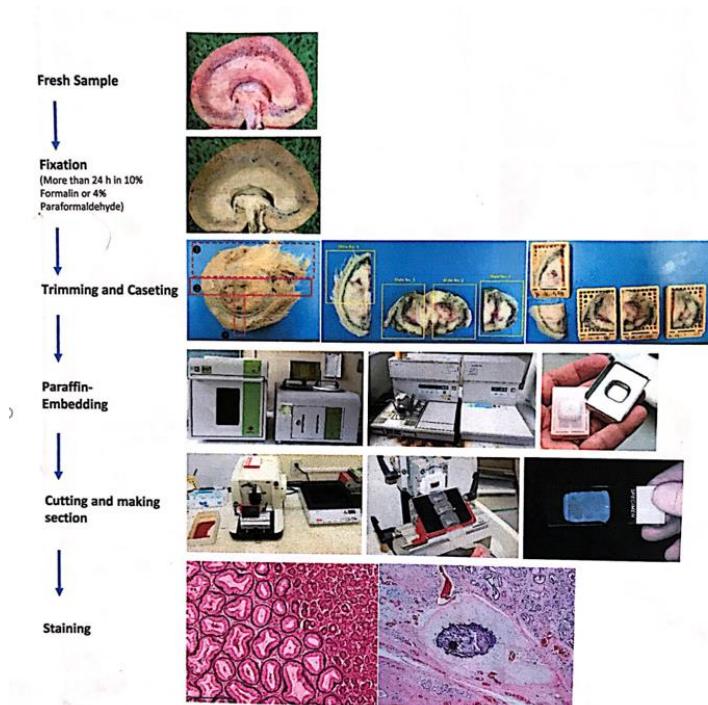 Fresh Sample
Fixation
(More than 24 h in 10%
Formalin or 4%
Paraformaldehyde)
Trimming and Caseting
Paraffin-
Embedding
Cutting and making
section
SPECIMEN
Staining